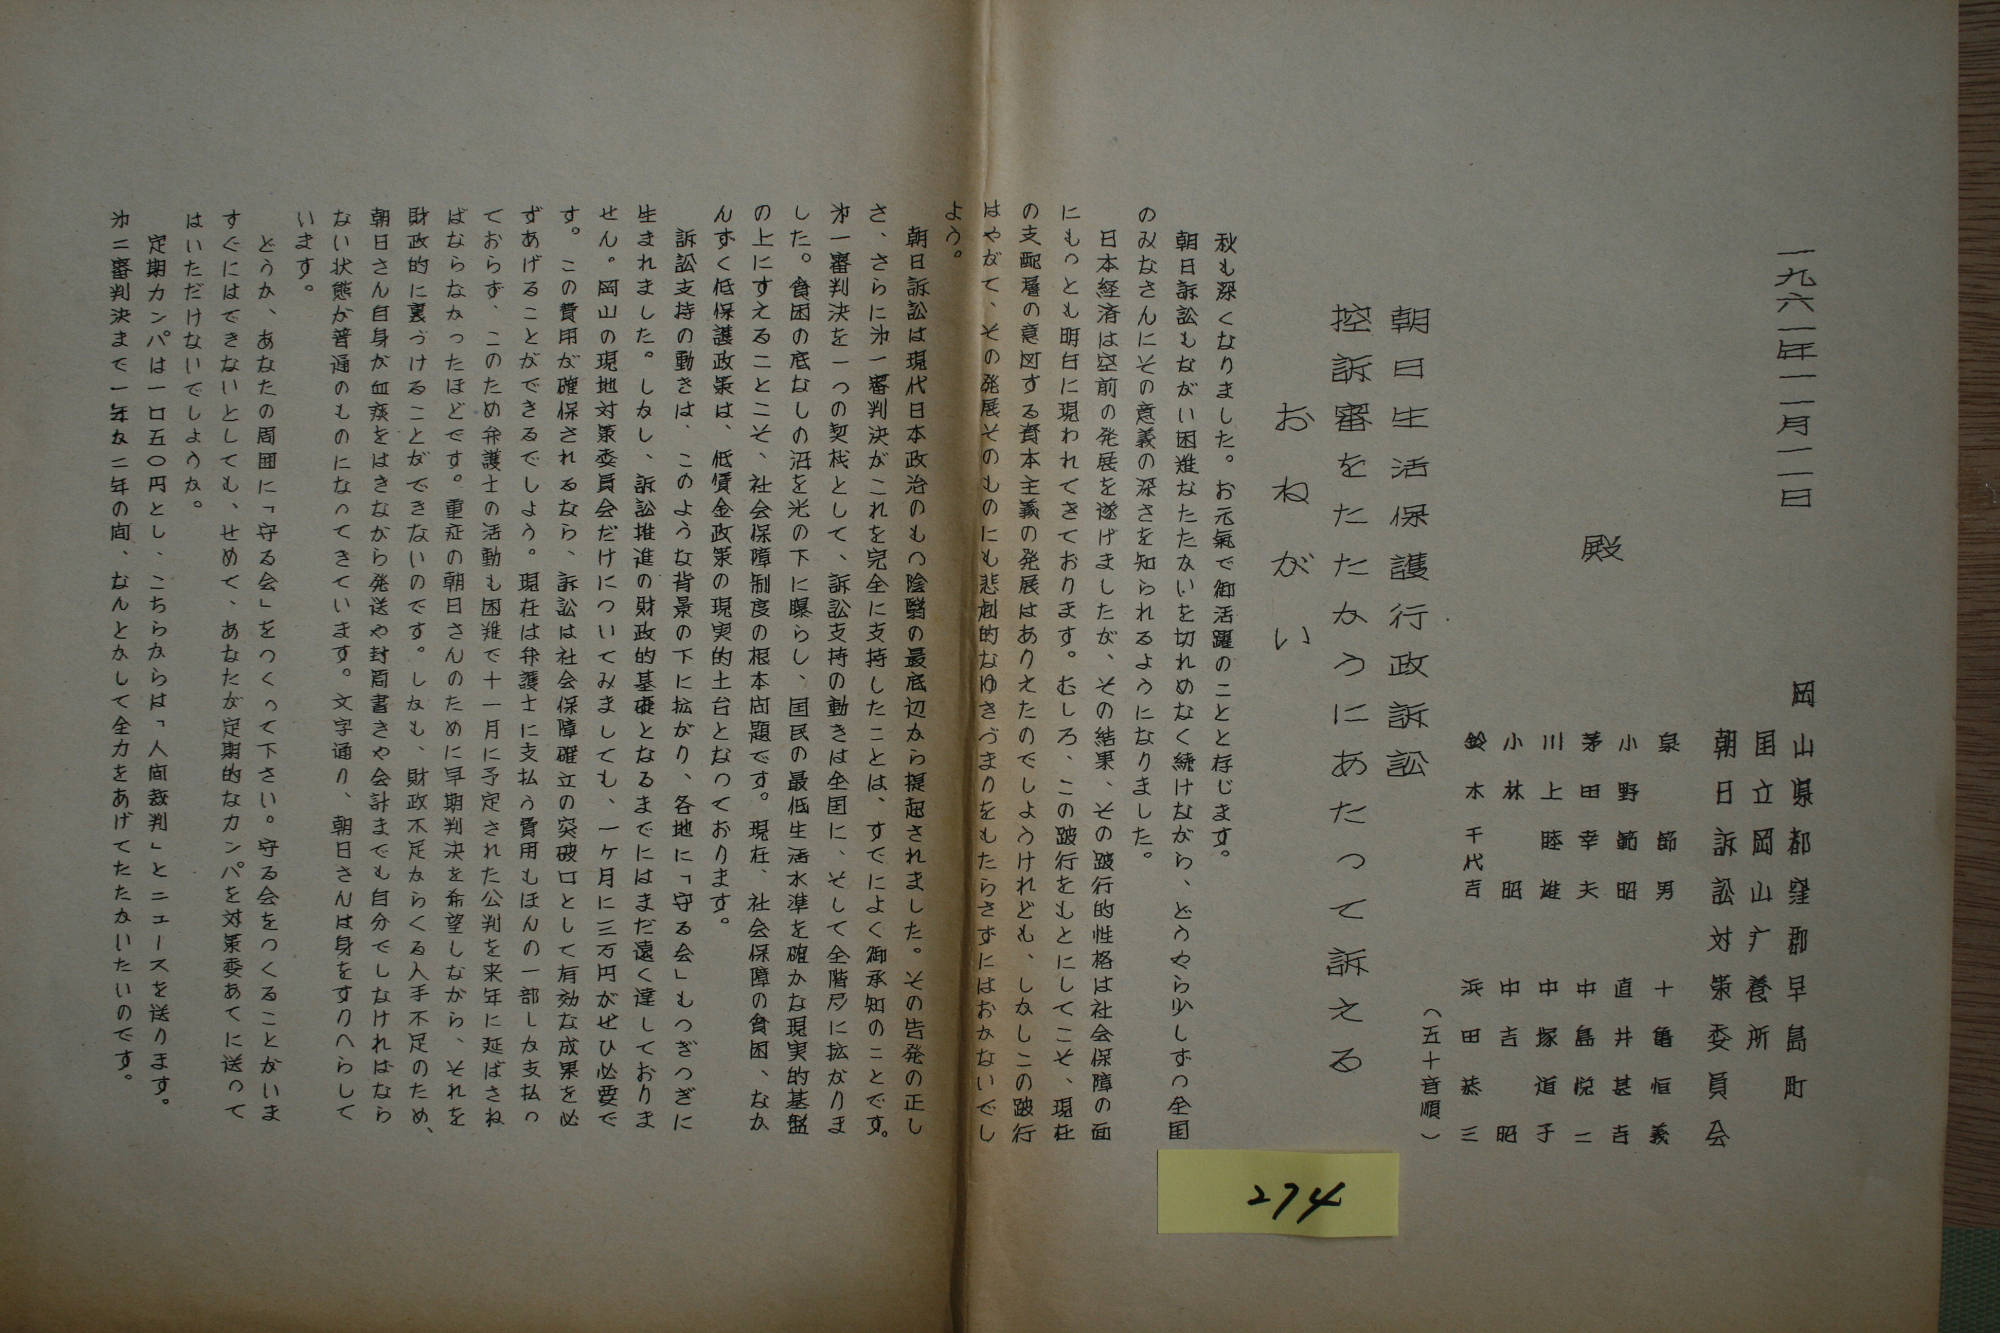 一九六一年一一月一一日
岡山県都窪郡早島町
国立岡山疒養所
朝日訴訟対策委員会
殿
泉節男 十亀恒義
小野範昭 直井甚吉
茅田幸夫 中島悦二
川上睦雄 中塚道子
小林昭 中吉昭
鈴木千代吉 浜田恭三
(五十音順)
朝日生活保護行政訴訟
控訴審をたたかうにあたって訴える
おねがい
秋も深くなりました。お元氣で御活躍のことと存じます。
朝日訴訟もながい困難なたたかいを切れめなく続けながら、どうやら少しずつ全国
のみなさんにその意義の深さを知られるようになりました。
日本経済は空前の発展を遂げましたが、その結果、その跛行的性格は社会保障の面
にもっとも明白に現われてきております。むしろ、この跛行をもとにしてこそ、現在
の支配層の意図する資本主義の発展はありえたのでしようけれども、しかしこの跛行
はやがて、その発展そのものにも悲劇的なゆきづまりをもたらさずにはおかないでし
よう。
朝日訴訟は現代日本政治のもつ陰翳の最底辺から提起されました。その告発の正し
さ、さらに㐧一審判決がこれを完全に支持したことは、すでによく御承知のことです。
㐧一審判決を一つの契機として、訴訟支持の動きは全国に、そして全階层に拡がりま
した。貧困の底なしの沼を光の下に曝らし、国民の最低生活水準を確かな現実的基盤
の上にすえることこそ、社会保障制度の根本問題です。現在、社会保障の貧困、なか
んずく低保護政策は、低賃金政策の現実的土台となっております。
訴訟支持の動きは、このような背景の下に拡がり、各地に「守る会」もつぎつぎに
生まれました。しかし、訴訟推進の財政的基礎となるまでにはまだ遠く達しておりま
せん。岡山の現地対策委員会だけについてみましても、一ケ月に三万円がぜひ必要で
す。この費用が確保されるなら、訴訟は社会保障確立の突破口として有効な成果を必
ずあげることができるでしよう。現在は弁護士に支払う費用もほんの一部しか支払っ
ておらず、このため弁護士の活動も困難で十一月に予定された公判を来年に延ばさね
ばならなかったほどです。重症の朝日さんのために早期判決を希望しながら、それを
財政的に裏づけることができないのです。しかも、財政不足からくる人手不足のため、
朝日さん自身が血痰をはきながら発送や封筒書きや会計までも自分でしなければなら
ない状態が普通のものになってきています。文字通り、朝日さんは身をすりへらして
います。
どうか、あなたの周囲に「守る会」をつくって下さい。守る会をつくることがいま
すぐにはできないとしても、せめて、あなたが定期的なカンパを対策委あてに送って
はいただけないでしようか。
定期カンパは一口五〇円とし、こちらからは「人間裁判」とニュースを送ります。
㐧二審判決まで一年か二年の間、なんとかして全力をあげてたたかいたいのです。
274